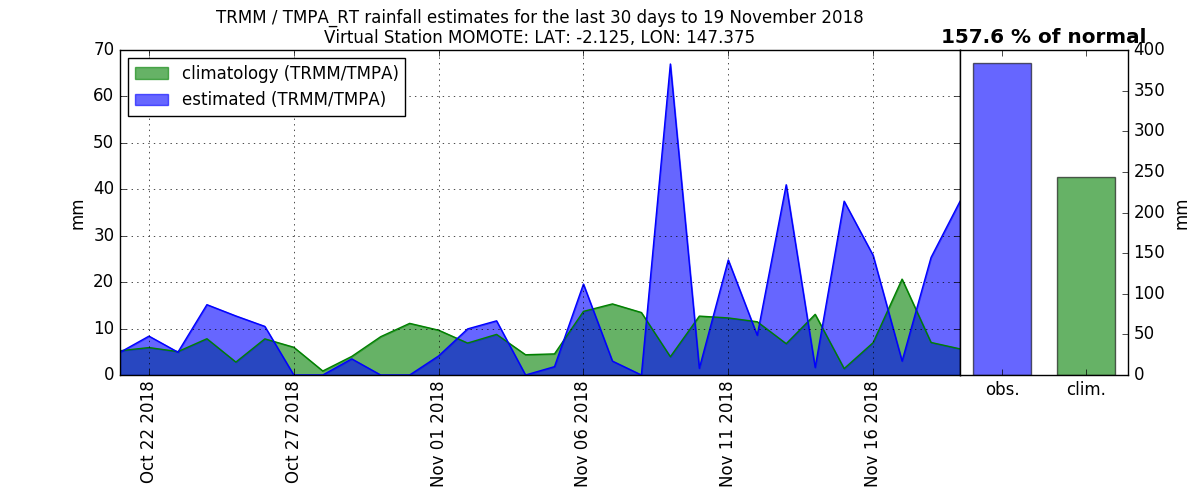 TRMM / TMPA_RT rainfall estimates for the last 30 days to 19 November 2018
Virtual Station MOMOTE: LAT: -2.125, LON: 147.375
157.6 % of normal
climatology (TRMM/TMPA)
estimated (TRMM/TMPA)
mm
70
60
50
40
30
20
10
0
Oct 22 2018
Oct 27 2018
Nov 01 2018
Nov 06 2018
Nov 11 2018
Nov 16 2018
400
350
300
250
200
150
100
50
0
mm
obs.
clim.